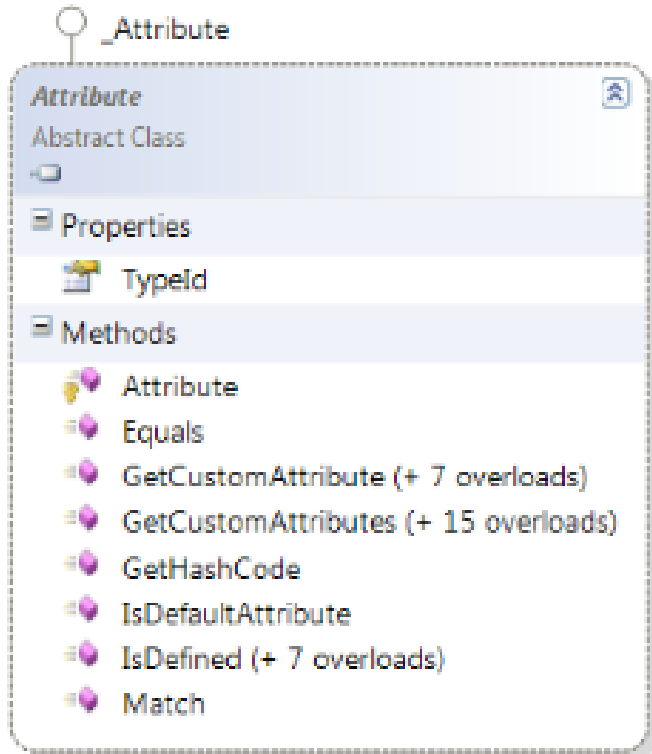 _Attribute
Attribute
Abstract Class
Properties
TypeId
Methods
Attribute
Equals
GetCustomAttribute (+ 7 overloads)
GetCustomAttributes (+ 15 overloads)
GetHashCode
IsDefaultAttribute
IsDefined (+ 7 overloads)
Match